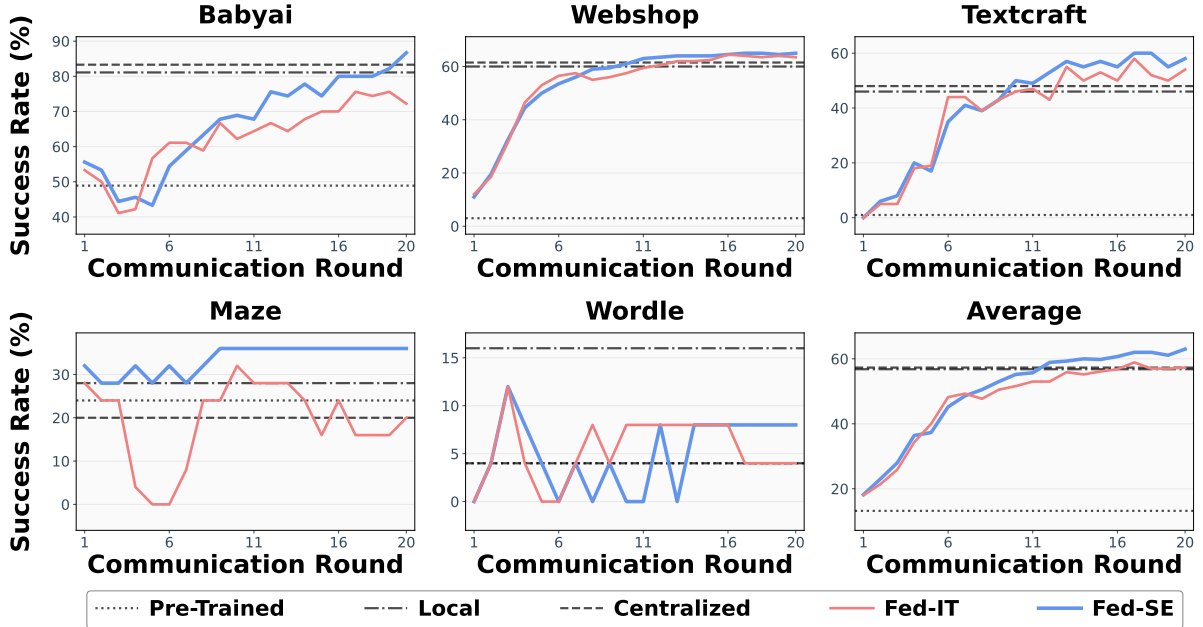 Babyai
Webshop
Textcraft
Success Rate (%)
90
80
70
60
50
40
60
40
20
0
60
40
20
0
1 6 11 16 20
1 6 11 16 20
1 6 11 16 20
Communication Round
Communication Round
Communication Round
Maze
Wordle
Average
Success Rate (%)
30
20
10
0
15
10
5
0
60
40
20
1 6 11 16 20
1 6 11 16 20
1 6 11 16 20
Communication Round
Communication Round
Communication Round
Pre-Trained Local Centralized Fed-IT Fed-SE